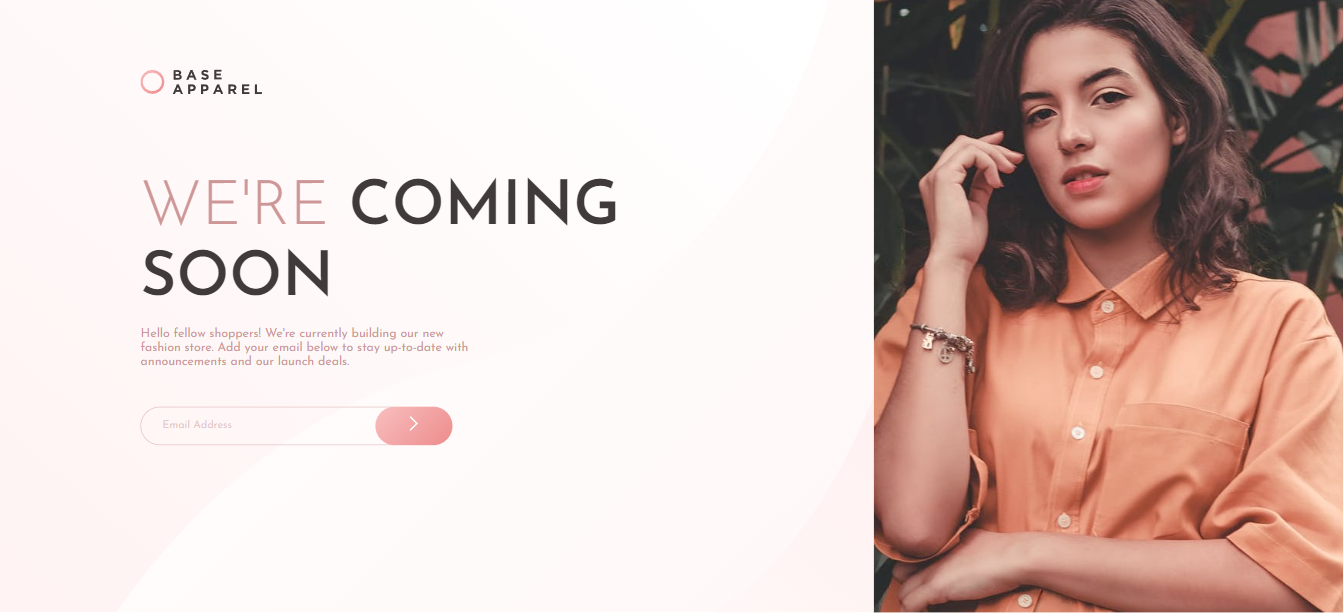 BASE
APPAREL
WE'RE COMING
SOON
Hello fellow shoppers! We're currently building our new
fashion store. Add your email below to stay up-to-date with
announcements and our launch deals.
Email Address